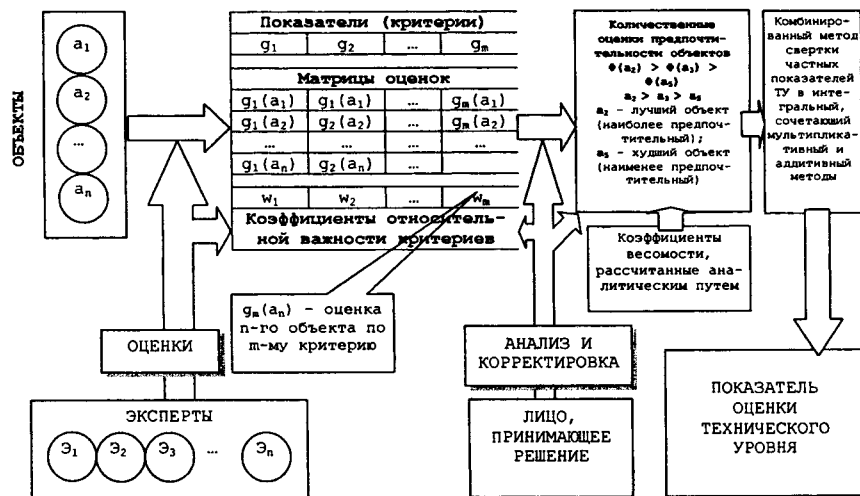 ОБЪЕКТЫ
a1
a2
...
an
Показатели (критерии)
g1 g2 ... gm
Матрицы оценок
g1(a1) g1(a1) ... gm(a1)
g1(a2) g2(a2) ... gm(a2)
... ... ... ...
g1(an) g2(an) ...
w1 w2 ... wm
Коэффициенты относитель-
ной важности критериев
gm(an) – оценка
n-го объекта по
m-му критерию
ОЦЕНКИ
ЭКСПЕРТЫ
Э1 Э2 Э3 ... Эn
Количественные
оценки предпочти-
тельности объектов
Φ(a2) > Φ(a3) >
Φ(a5)
a2 > a3 > a5
a2 – лучший объект
(наиболее предпоч-
тительный);
a5 – худший объект
(наименее предпоч-
тительный)
Коэффициенты
весомости,
рассчитанные ана-
литическим путем
АНАЛИЗ И
КОРРЕКТИРОВКА
ЛИЦО,
ПРИНИМАЮЩЕЕ
РЕШЕНИЕ
Комбиниро-
ванный метод
свертки
частных
показателей
ТУ в инте-
гральный,
сочетающий
мультиплика-
тивный и
аддитивный
методы
ПОКАЗАТЕЛЬ
ОЦЕНКИ
ТЕХНИЧЕСКОГО
УРОВНЯ